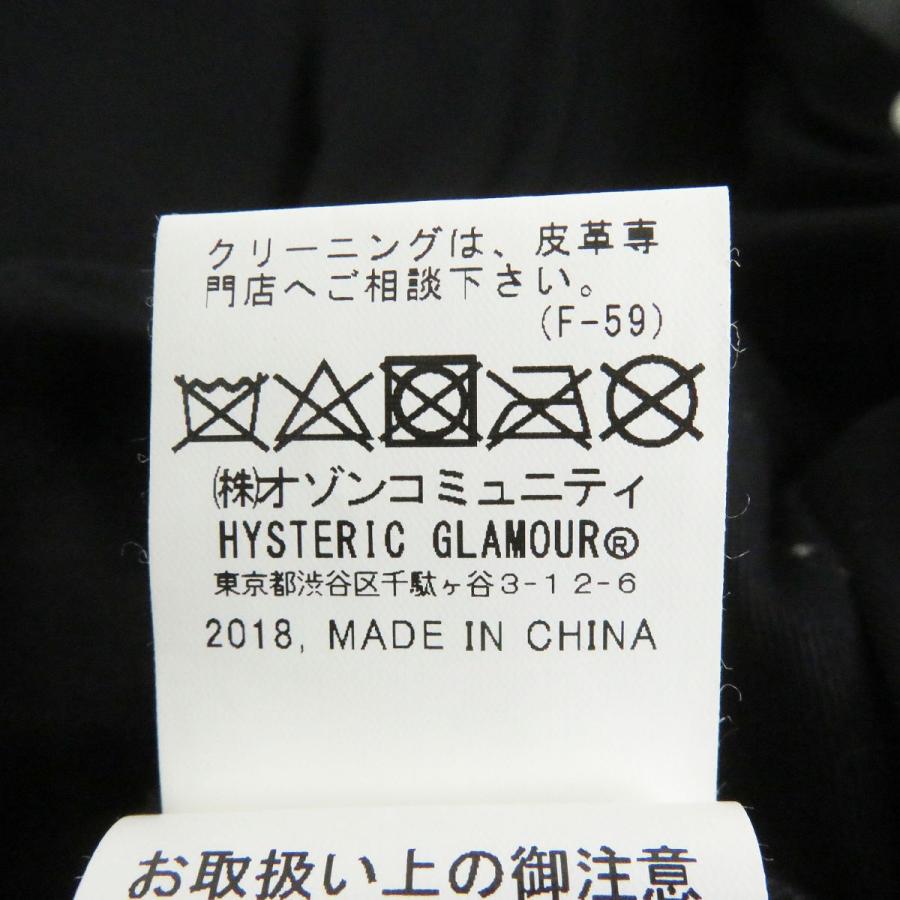 クリーニングは、皮革専
門店へご相談下さい。
(F-59)
㈱オゾンコミュニティ
HYSTERIC GLAMOUR®
東京都渋谷区千駄ヶ谷3-12-6
2018, MADE IN CHINA
お取扱い上の御注意